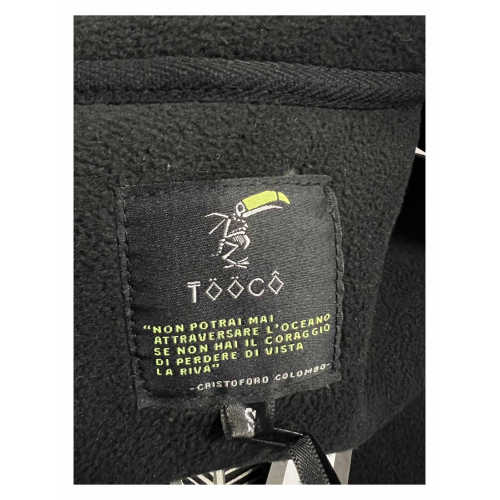 TÖÖCÔ
“NON POTRAI MAI
ATTRAVERSARE L'OCEANO
SE NON HAI IL CORAGGIO
DI PERDERE DI VISTA
LA RIVA”
-CRISTOFORO COLOMBO-
S